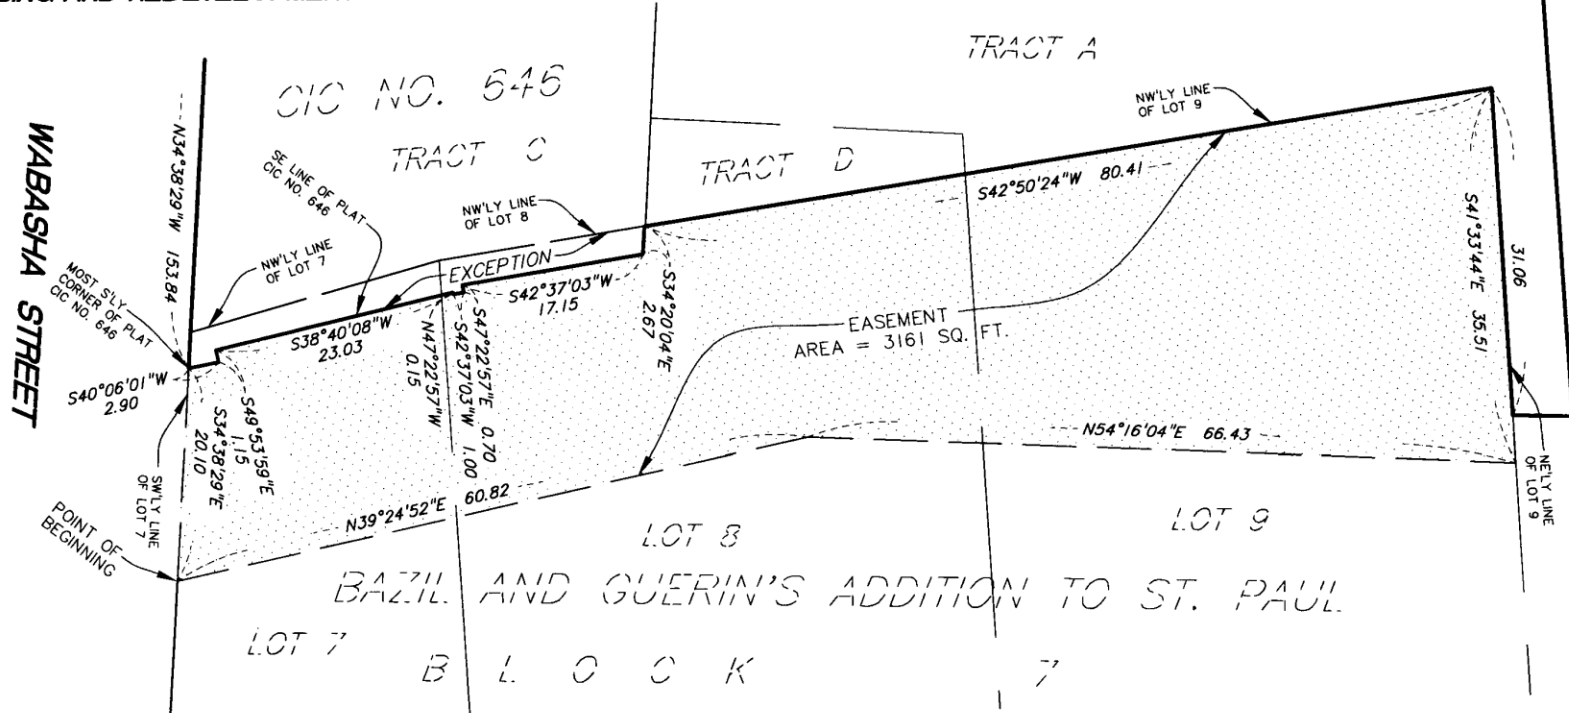 TRACT A
CIC NO. 646
NW'LY LINE
OF LOT 9
WABASHA STREET
N34°38'29"W 153.84
SE LINE OF PLAT
CIC NO. 646
TRACT C
TRACT D
S42°50'24"W 80.41
NW'LY LINE
OF LOT 8
S41°33'44"E 35.51
31.06
NW'LY LINE
OF LOT 7
EXCEPTION
MOST S'LY
CORNER OF PLAT
CIC NO. 646
S42°37'03"W
17.15
S34°20'04"E
2.67
S38°40'08"W
23.03
EASEMENT
AREA = 3161 SQ. FT.
N47°22'57"W
0.15
S42°37'03"W 1.00
S47°22'57"E 0.70
S40°06'01"W
2.90
S49°53'59"E
1.15
S34°38'29"E
20.10
N54°16'04"E 66.43
SW'LY LINE
OF LOT 7
NE'LY LINE
OF LOT 9
N39°24'52"E 60.82
POINT OF
BEGINNING
LOT 8
LOT 9
BAZIL AND GUERIN'S ADDITION TO ST. PAUL
LOT 7
BLOCK 7